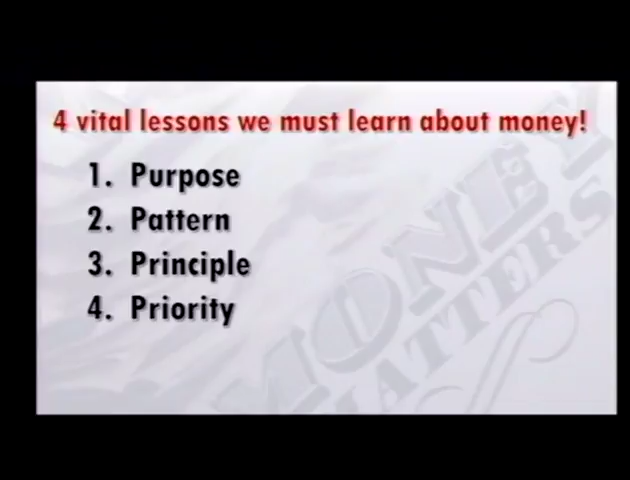 4 vital lessons we must learn about money!
1. Purpose
2. Pattern
3. Principle
4. Priority
MONEY
MATTERS